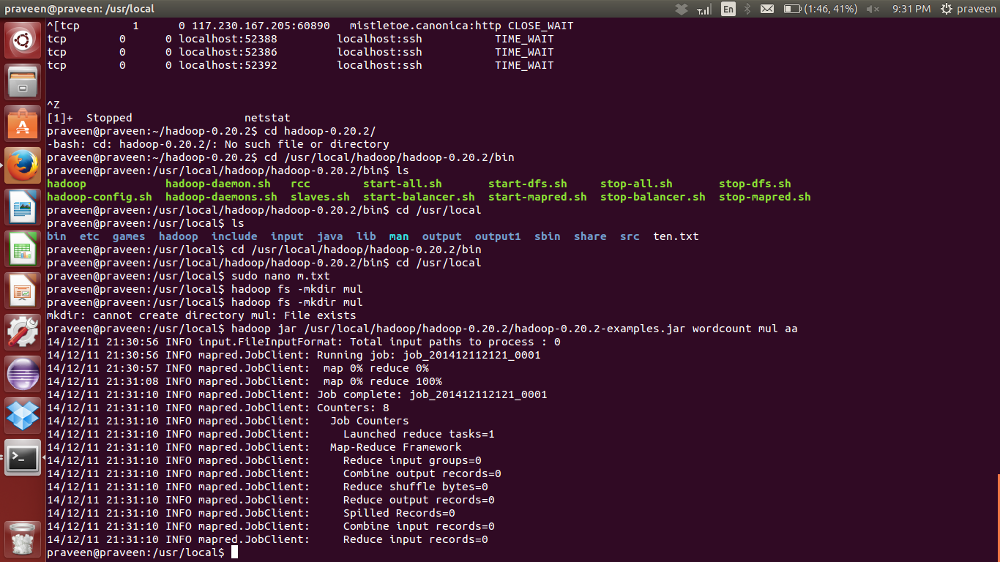 praveen@praveen: /usr/local
En
(1:46, 41%)
9:31 PM
praveen
^[tcp 1 0 117.230.167.205:60890 mistletoe.canonica:http CLOSE_WAIT
tcp 0 0 localhost:52388 localhost:ssh TIME_WAIT
tcp 0 0 localhost:52386 localhost:ssh TIME_WAIT
tcp 0 0 localhost:52392 localhost:ssh TIME_WAIT
^Z
[1]+ Stopped netstat
praveen@praveen:~/hadoop-0.20.2$ cd hadoop-0.20.2/
-bash: cd: hadoop-0.20.2/: No such file or directory
praveen@praveen:~/hadoop-0.20.2$ cd /usr/local/hadoop/hadoop-0.20.2/bin
praveen@praveen:/usr/local/hadoop/hadoop-0.20.2/bin$ ls
hadoop hadoop-daemon.sh rcc start-all.sh start-dfs.sh stop-all.sh stop-dfs.sh
hadoop-config.sh hadoop-daemons.sh slaves.sh start-balancer.sh start-mapred.sh stop-balancer.sh stop-mapred.sh
praveen@praveen:/usr/local/hadoop/hadoop-0.20.2/bin$ cd /usr/local
praveen@praveen:/usr/local$ ls
bin etc games hadoop include input java lib man output output1 sbin share src ten.txt
praveen@praveen:/usr/local$ cd /usr/local/hadoop/hadoop-0.20.2/bin
praveen@praveen:/usr/local/hadoop/hadoop-0.20.2/bin$ cd /usr/local
praveen@praveen:/usr/local$ sudo nano m.txt
praveen@praveen:/usr/local$ hadoop fs -mkdir mul
praveen@praveen:/usr/local$ hadoop fs -mkdir mul
mkdir: cannot create directory mul: File exists
praveen@praveen:/usr/local$ hadoop jar /usr/local/hadoop/hadoop-0.20.2/hadoop-0.20.2-examples.jar wordcount mul aa
14/12/11 21:30:56 INFO input.FileInputFormat: Total input paths to process : 0
14/12/11 21:30:56 INFO mapred.JobClient: Running job: job_201412112121_0001
14/12/11 21:30:57 INFO mapred.JobClient: map 0% reduce 0%
14/12/11 21:31:08 INFO mapred.JobClient: map 0% reduce 100%
14/12/11 21:31:10 INFO mapred.JobClient: Job complete: job_201412112121_0001
14/12/11 21:31:10 INFO mapred.JobClient: Counters: 8
14/12/11 21:31:10 INFO mapred.JobClient: Job Counters
14/12/11 21:31:10 INFO mapred.JobClient: Launched reduce tasks=1
14/12/11 21:31:10 INFO mapred.JobClient: Map-Reduce Framework
14/12/11 21:31:10 INFO mapred.JobClient: Reduce input groups=0
14/12/11 21:31:10 INFO mapred.JobClient: Combine output records=0
14/12/11 21:31:10 INFO mapred.JobClient: Reduce shuffle bytes=0
14/12/11 21:31:10 INFO mapred.JobClient: Reduce output records=0
14/12/11 21:31:10 INFO mapred.JobClient: Spilled Records=0
14/12/11 21:31:10 INFO mapred.JobClient: Combine input records=0
14/12/11 21:31:10 INFO mapred.JobClient: Reduce input records=0
praveen@praveen:/usr/local$